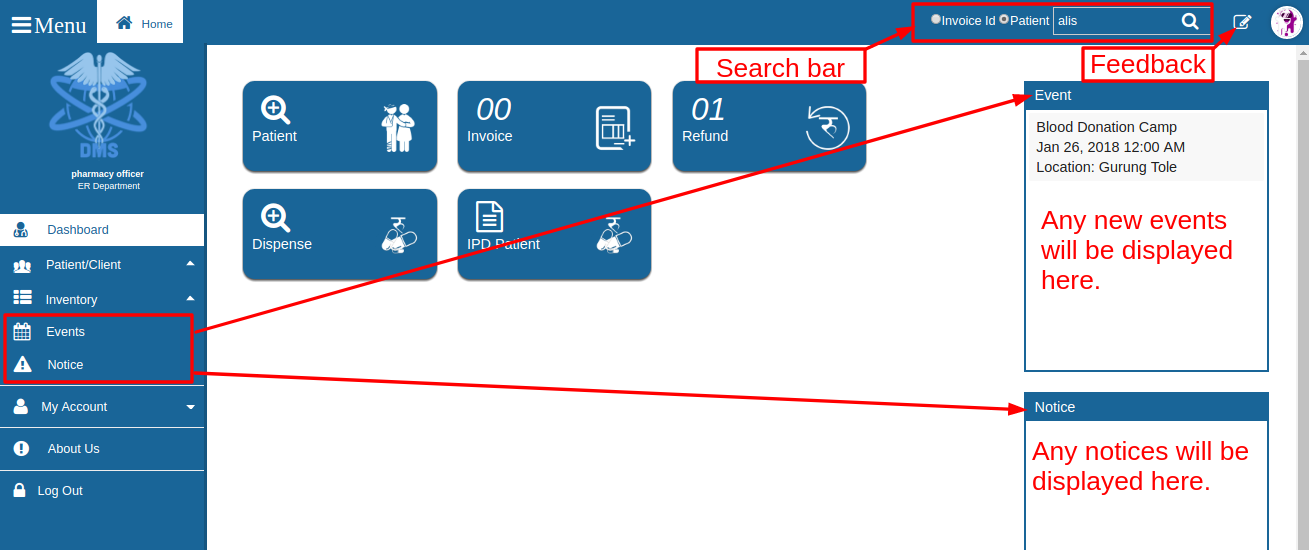 Menu
Home
Invoice Id Patient alis
Search bar
Feedback
DMS
pharmacy officer
ER Department
Dashboard
Patient/Client
Inventory
Events
Notice
My Account
About Us
Log Out
Patient
00
Invoice
01
Refund
Dispense
IPD Patient
Event
Blood Donation Camp
Jan 26, 2018 12:00 AM
Location: Gurung Tole
Any new events
will be displayed
here.
Notice
Any notices will be
displayed here.